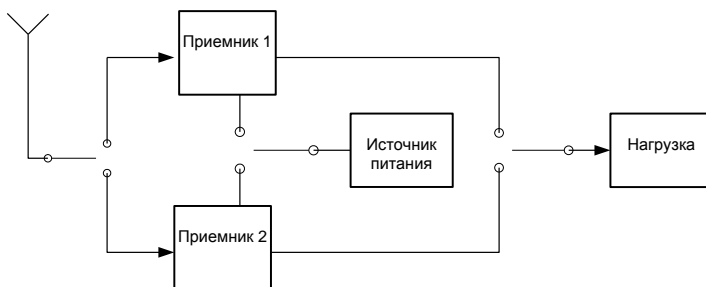 Приемник 1
Источник
питания
Нагрузка
Приемник 2